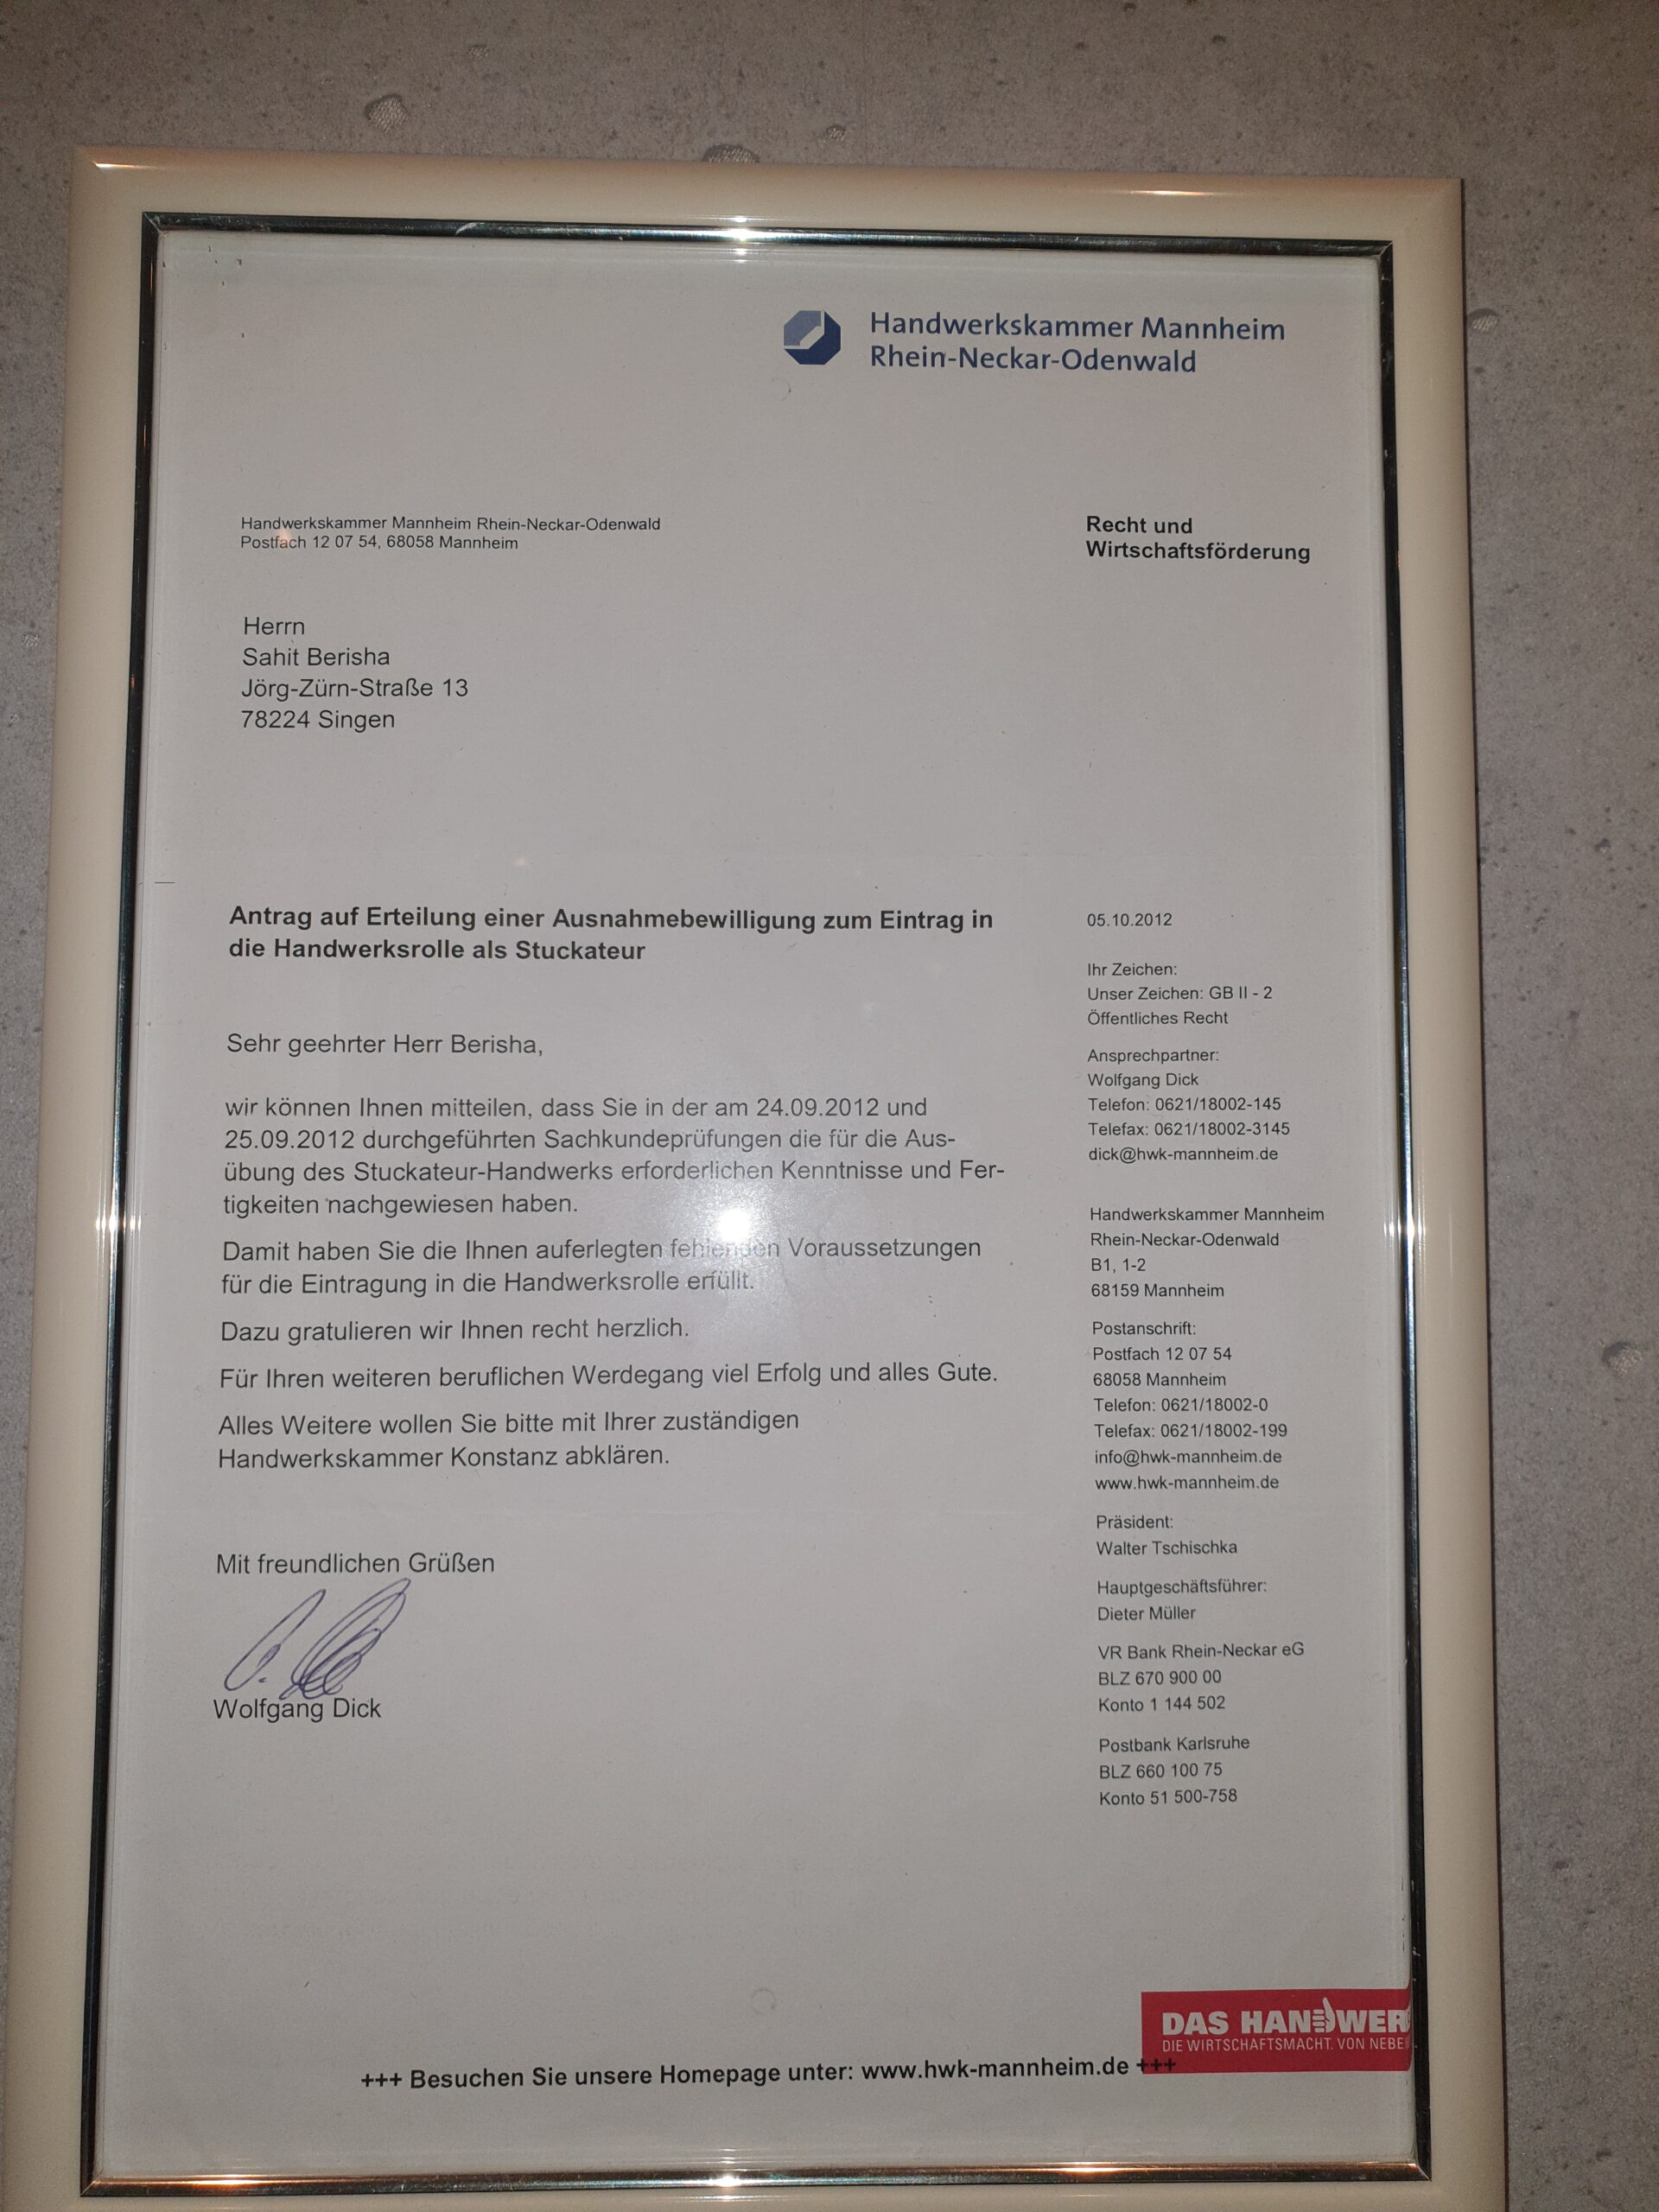 Handwerkskammer Mannheim
Rhein-Neckar-Odenwald
Handwerkskammer Mannheim Rhein-Neckar-Odenwald
Postfach 12 07 54, 68058 Mannheim
Recht und
Wirtschaftsförderung
Herrn
Sahit Berisha
Jörg-Zürn-Straße 13
78224 Singen
Antrag auf Erteilung einer Ausnahmebewilligung zum Eintrag in
die Handwerksrolle als Stuckateur
Sehr geehrter Herr Berisha,
wir können Ihnen mitteilen, dass Sie in der am 24.09.2012 und
25.09.2012 durchgeführten Sachkundeprüfungen die für die Aus-
übung des Stuckateur-Handwerks erforderlichen Kenntnisse und Fer-
tigkeiten nachgewiesen haben.
Damit haben Sie die Ihnen auferlegten fehlenden Voraussetzungen
für die Eintragung in die Handwerksrolle erfüllt.
Dazu gratulieren wir Ihnen recht herzlich.
Für Ihren weiteren beruflichen Werdegang viel Erfolg und alles Gute.
Alles Weitere wollen Sie bitte mit Ihrer zuständigen
Handwerkskammer Konstanz abklären.
Mit freundlichen Grüßen
Wolfgang Dick
05.10.2012
Ihr Zeichen:
Unser Zeichen: GB II - 2
Öffentliches Recht
Ansprechpartner:
Wolfgang Dick
Telefon: 0621/18002-145
Telefax: 0621/18002-3145
dick@hwk-mannheim.de
Handwerkskammer Mannheim
Rhein-Neckar-Odenwald
B1, 1-2
68159 Mannheim
Postanschrift:
Postfach 12 07 54
68058 Mannheim
Telefon: 0621/18002-0
Telefax: 0621/18002-199
info@hwk-mannheim.de
www.hwk-mannheim.de
Präsident:
Walter Tschischka
Hauptgeschäftsführer:
Dieter Müller
VR Bank Rhein-Neckar eG
BLZ 670 900 00
Konto 1 144 502
Postbank Karlsruhe
BLZ 660 100 75
Konto 51 500-758
DAS HANDWER
DIE WIRTSCHAFTSMACHT. VON NEBE
+++ Besuchen Sie unsere Homepage unter: www.hwk-mannheim.de +++